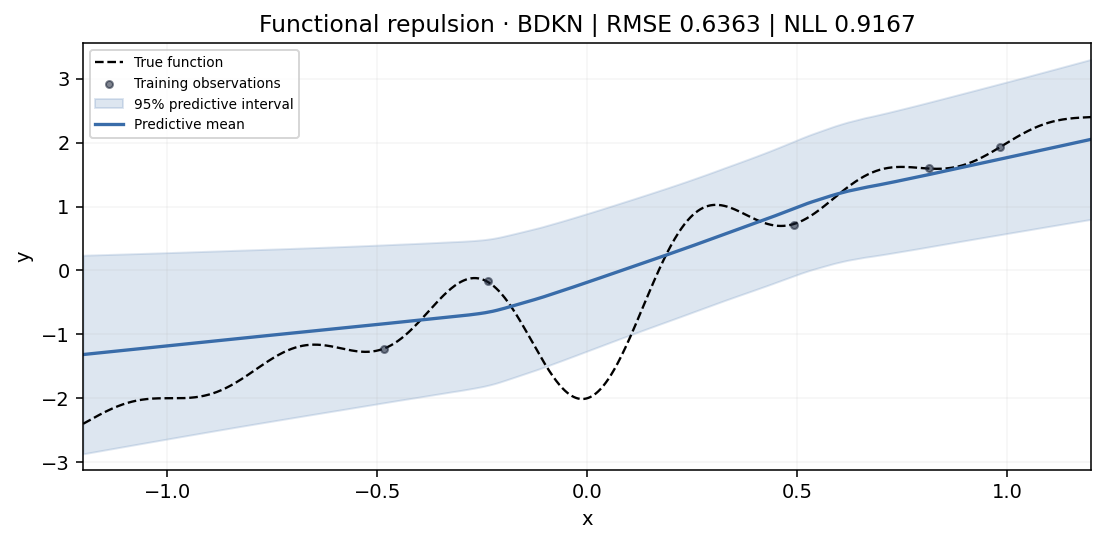 Functional repulsion · BDKN | RMSE 0.6363 | NLL 0.9167
True function
Training observations
95% predictive interval
Predictive mean
3
2
1
0
−1
−2
−3
y
−1.0
−0.5
0.0
0.5
1.0
x